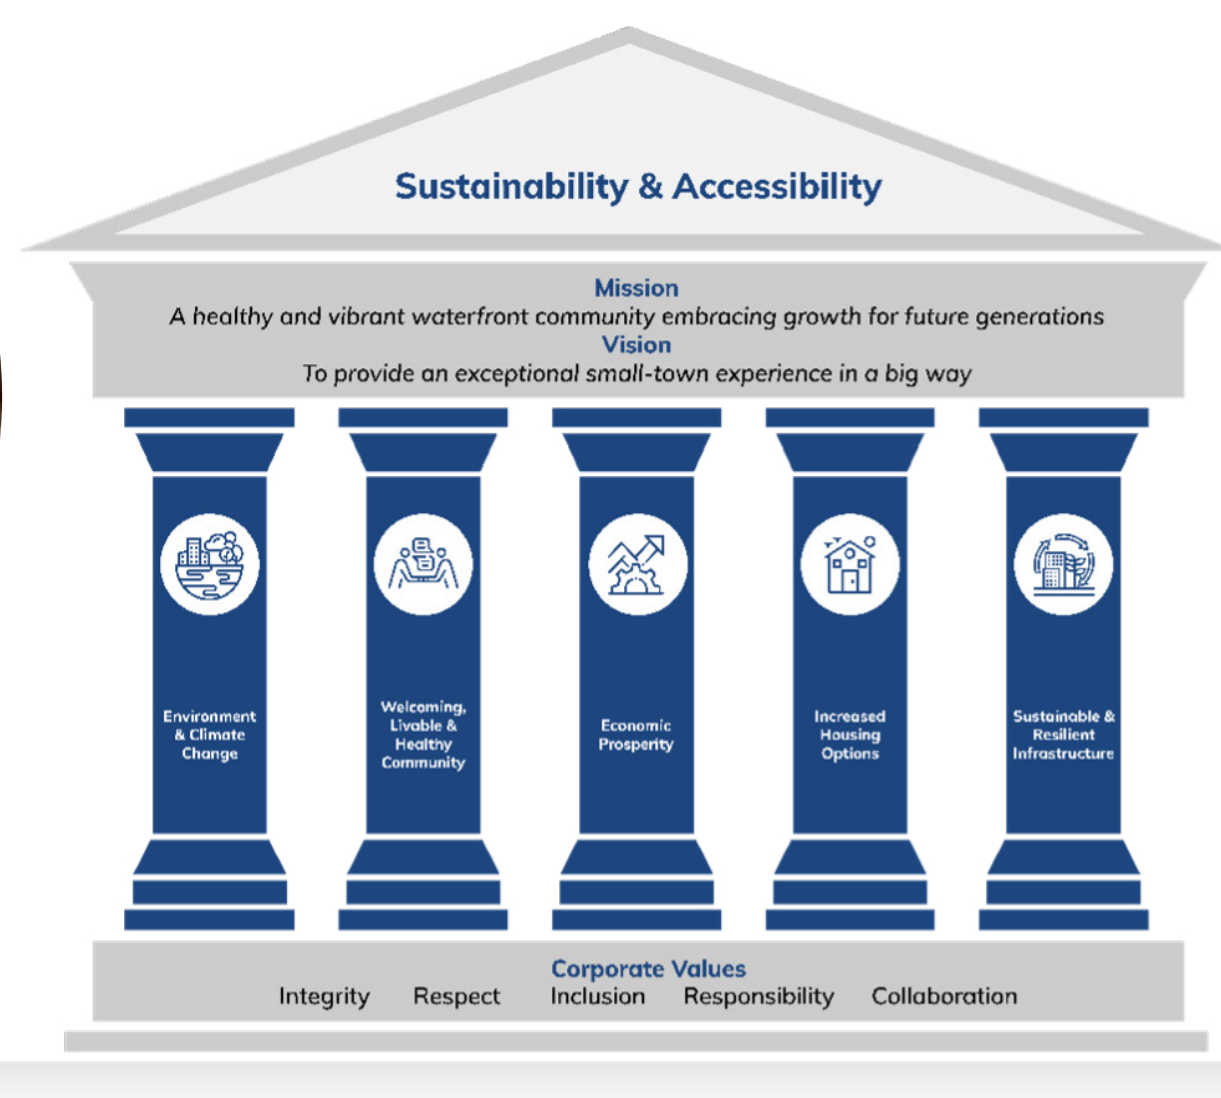 Sustainability & Accessibility
Mission
A healthy and vibrant waterfront community embracing growth for future generations
Vision
To provide an exceptional small-town experience in a big way
Environment
& Climate
Change
Welcoming,
Livable &
Healthy
Community
Economic
Prosperity
Increased
Housing
Options
Sustainable &
Resilient
Infrastructure
Corporate Values
Integrity Respect Inclusion Responsibility Collaboration